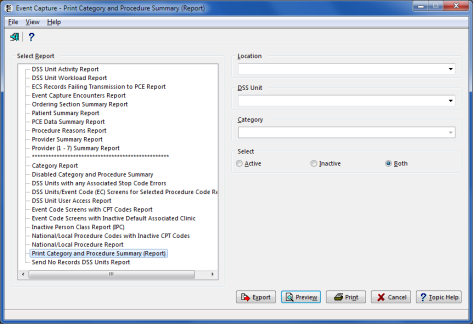 Event Capture - Print Category and Procedure Summary (Report)
File View Help
?
Select Report
DSS Unit Activity Report
DSS Unit Workload Report
ECS Records Failing Transmission to PCE Report
Event Capture Encounters Report
Ordering Section Summary Report
Patient Summary Report
PCE Data Summary Report
Procedure Reasons Report
Provider Summary Report
Provider (1 - 7) Summary Report
Category Report
Disabled Category and Procedure Summary
DSS Units with any Associated Stop Code Errors
DSS Units/Event Code (EC) Screens for Selected Procedure Code Re
DSS Unit User Access Report
Event Code Screens with CPT Codes Report
Event Code Screens with Inactive Default Associated Clinic
Inactive Person Class Report (IPC)
National/Local Procedure Codes with Inactive CPT Codes
National/Local Procedure Report
Print Category and Procedure Summary (Report)
Send No Records DSS Units Report
Location
DSS Unit
Category
Select
Active Inactive Both
Export Preview Print Cancel ? Topic Help